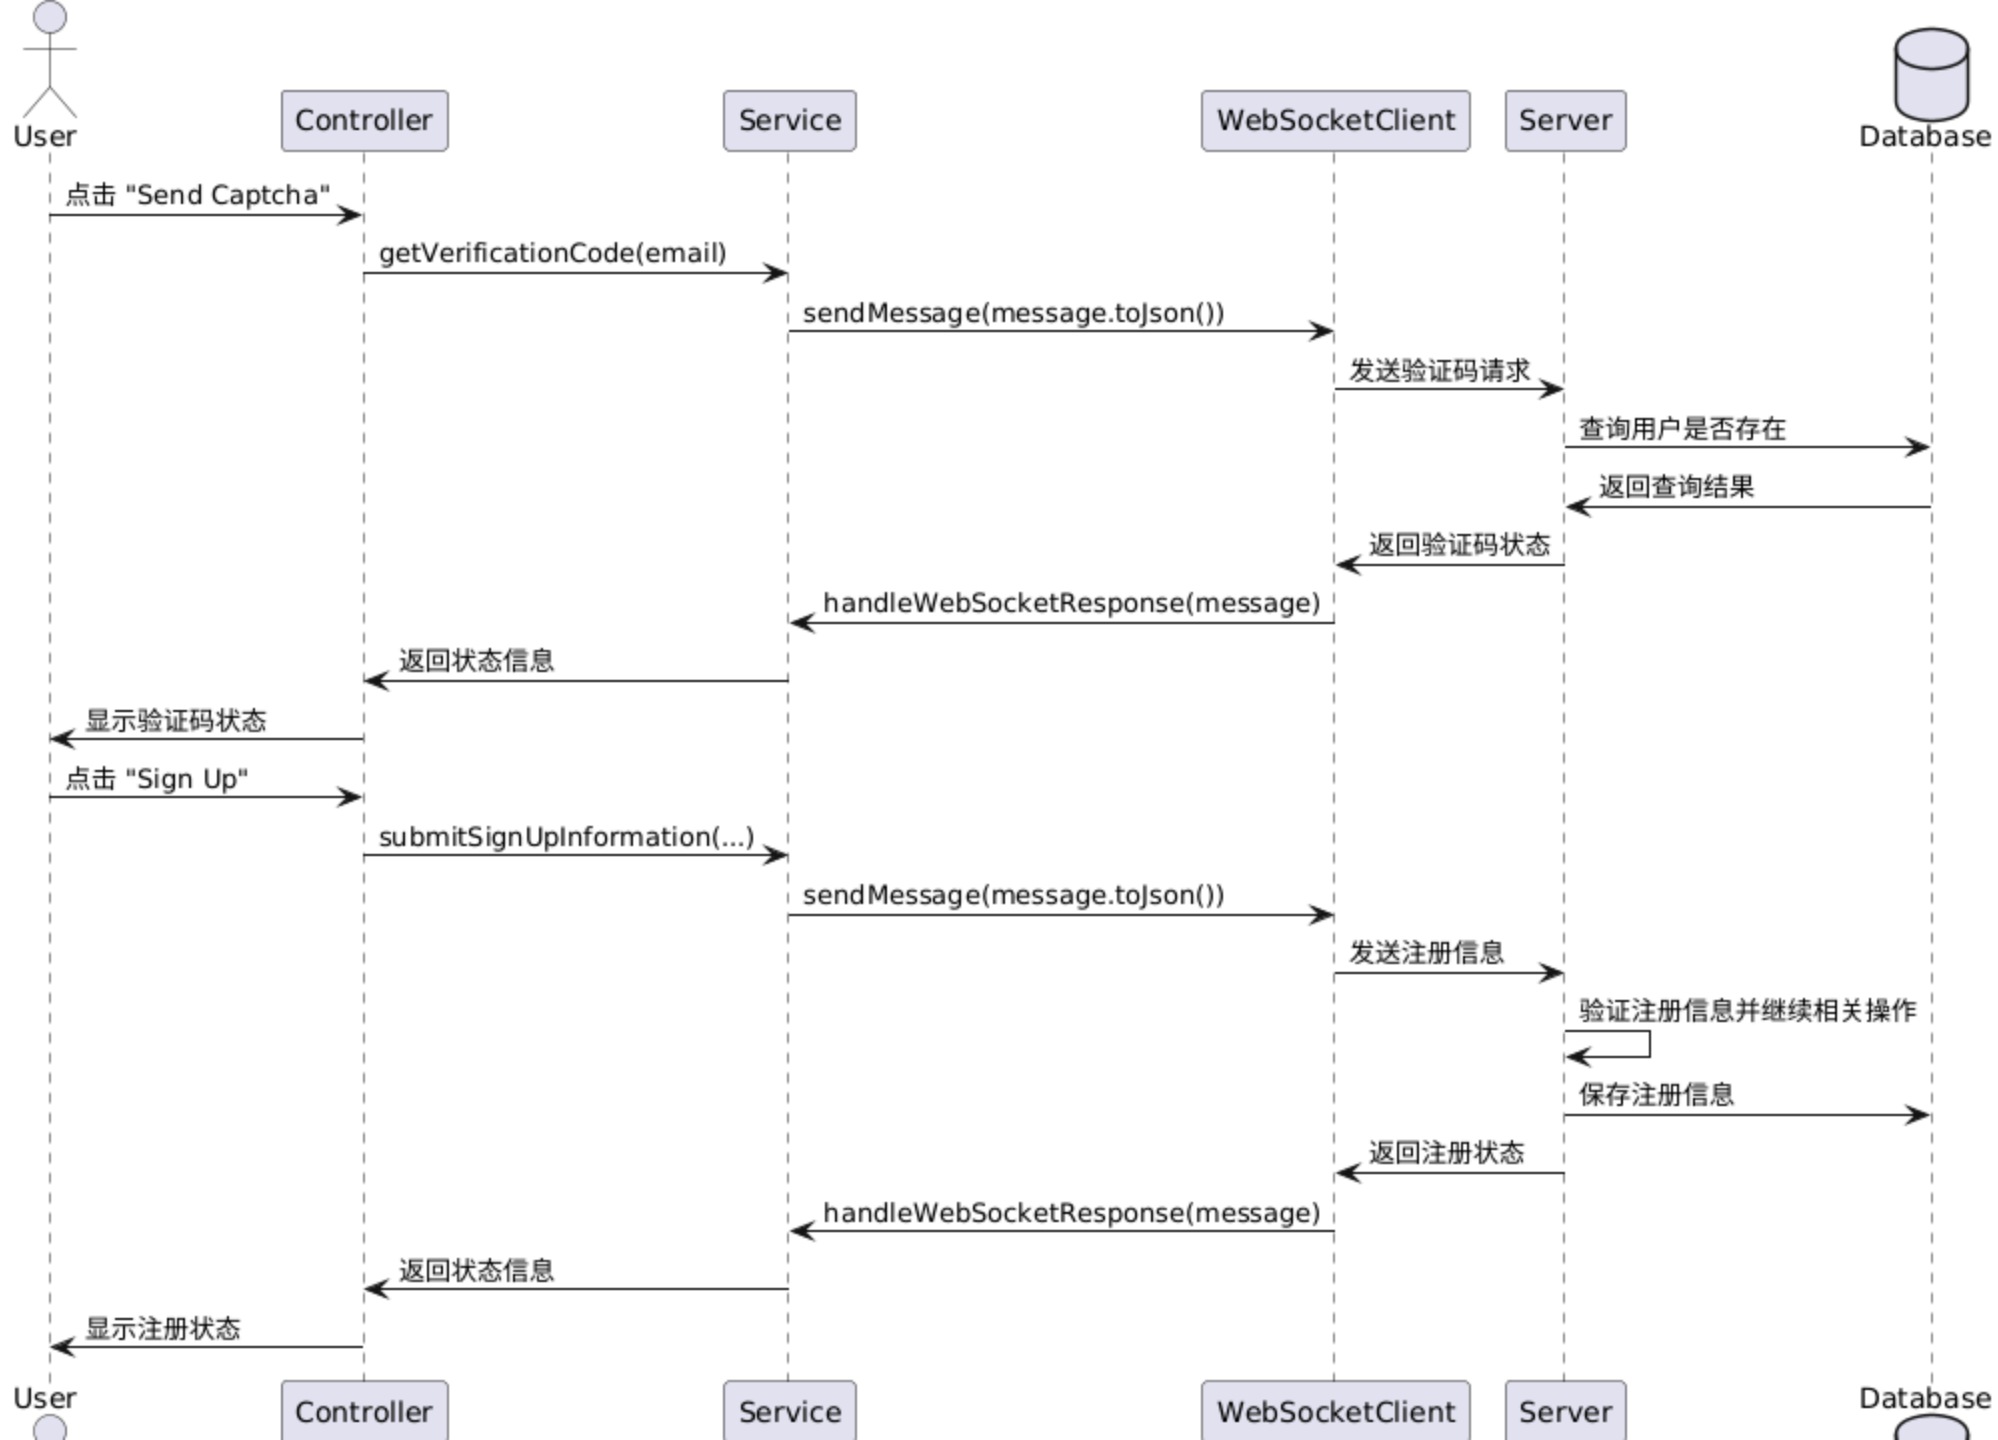 User
Controller
Service
WebSocketClient
Server
Database
点击 "Send Captcha"
getVerificationCode(email)
sendMessage(message.toJson())
发送验证码请求
查询用户是否存在
返回查询结果
返回验证码状态
handleWebSocketResponse(message)
返回状态信息
显示验证码状态
点击 "Sign Up"
submitSignUpInformation(...)
sendMessage(message.toJson())
发送注册信息
验证注册信息并继续相关操作
保存注册信息
返回注册状态
handleWebSocketResponse(message)
返回状态信息
显示注册状态
User
Controller
Service
WebSocketClient
Server
Database